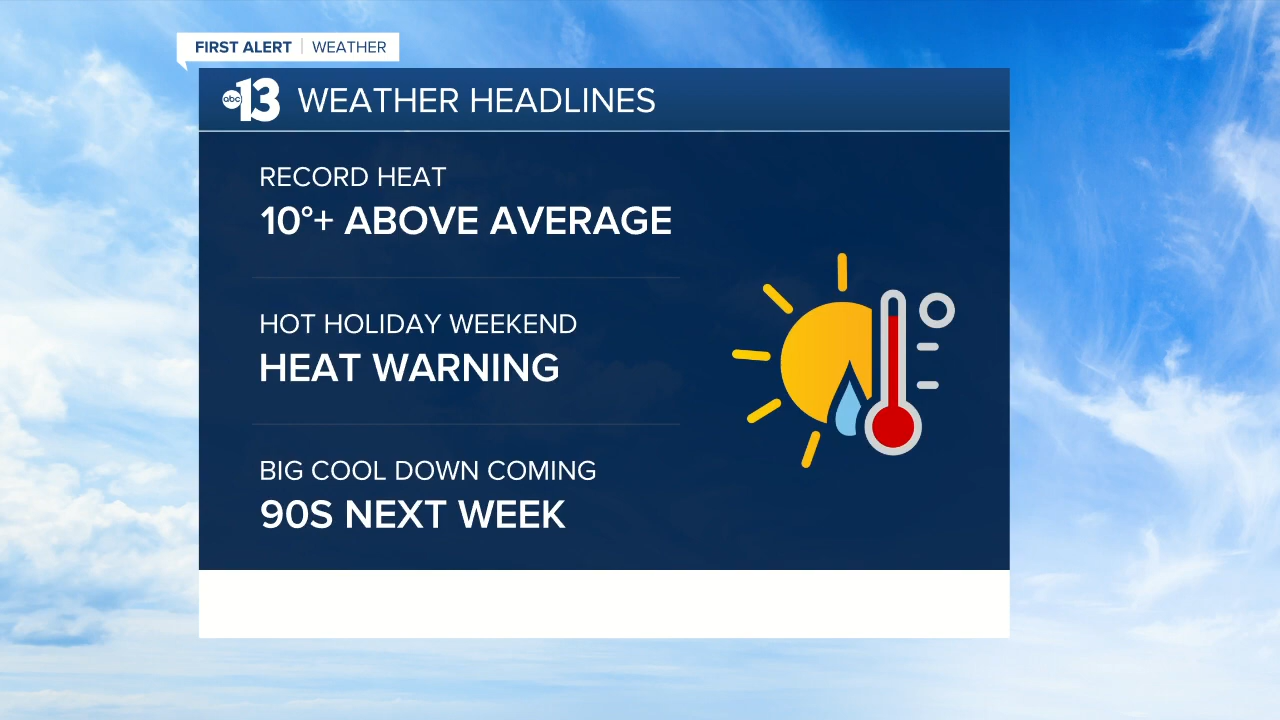 FIRST ALERT | WEATHER
abc 13 WEATHER HEADLINES
RECORD HEAT
10°+ ABOVE AVERAGE
HOT HOLIDAY WEEKEND
HEAT WARNING
BIG COOL DOWN COMING
90S NEXT WEEK